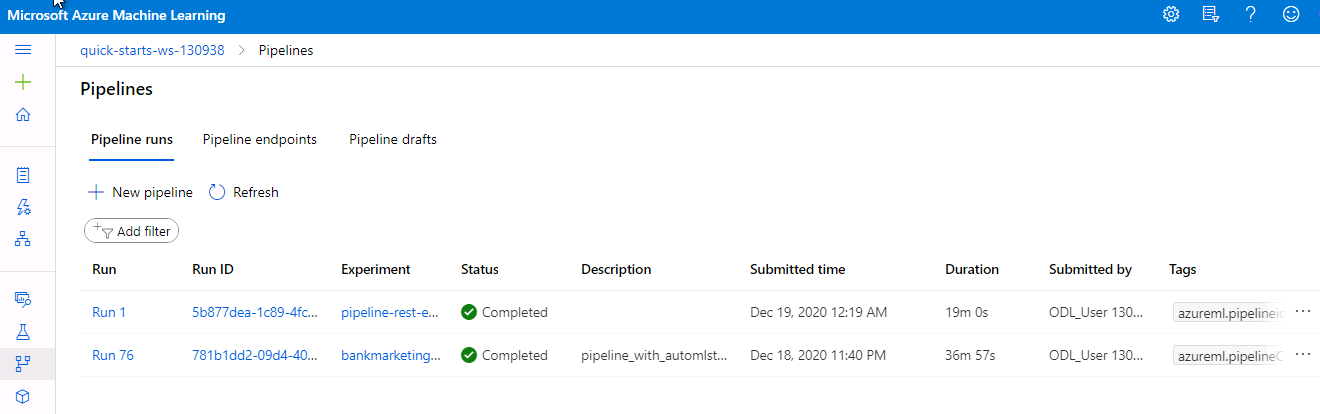 Microsoft Azure Machine Learning
quick-starts-ws-130938 > Pipelines
Pipelines
Pipeline runs Pipeline endpoints Pipeline drafts
New pipeline Refresh
Add filter
Run Run ID Experiment Status Description Submitted time Duration Submitted by Tags
Run 1 5b877dea-1c89-4fc... pipeline-rest-e... Completed Dec 19, 2020 12:19 AM 19m 0s ODL_User 130... azureml.pipelineid ...
Run 76 781b1dd2-09d4-40... bankmarketing... Completed pipeline_with_automlst... Dec 18, 2020 11:40 PM 36m 57s ODL_User 130... azureml.pipelineC ...